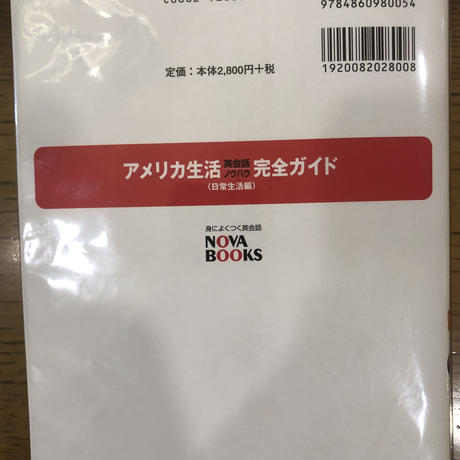 9784860980054
定価：本体2,800円+税
1920082028008
アメリカ生活英会話ノウハウ完全ガイド
〈日常生活編〉
身によくつく英会話
NOVA
BOOKS